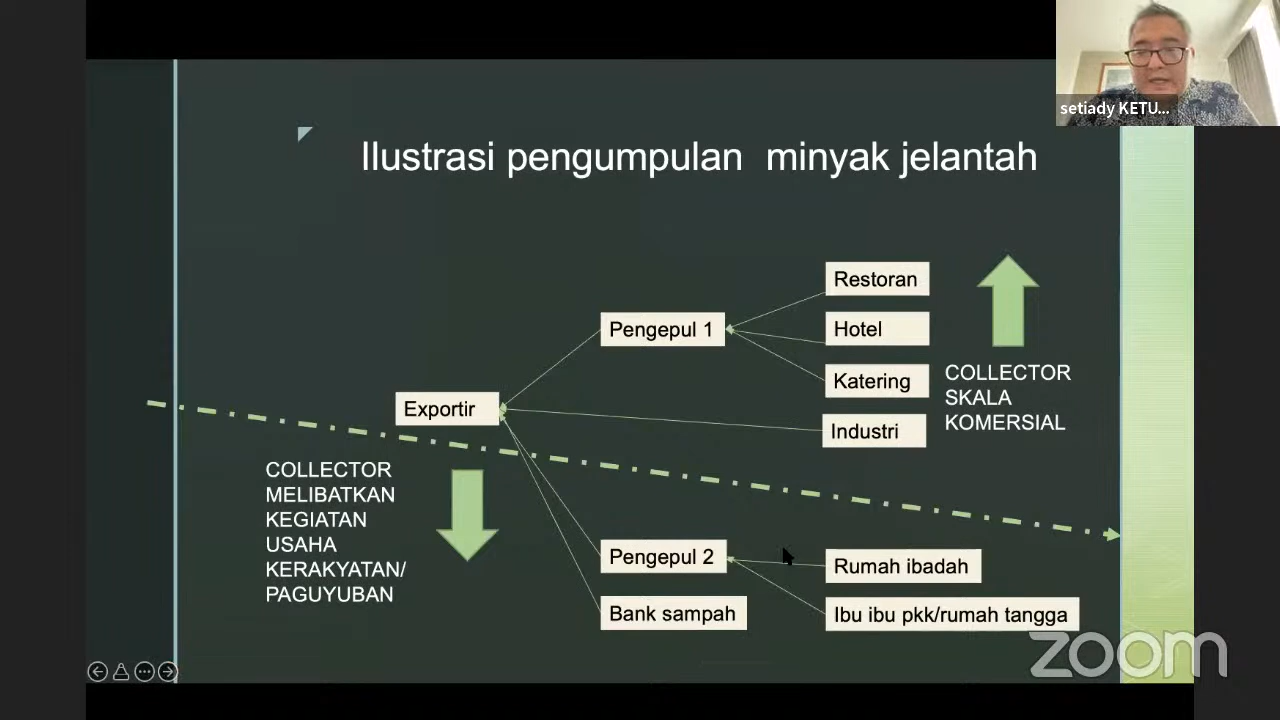 setiady KETU...
Ilustrasi pengumpulan minyak jelantah
Restoran
Pengepul 1
Hotel
Katering
COLLECTOR
SKALA
KOMERSIAL
Exportir
Industri
COLLECTOR
MELIBATKAN
KEGIATAN
USAHA
KERAKYATAN/
PAGUYUBAN
Pengepul 2
Rumah ibadah
Bank sampah
Ibu ibu pkk/rumah tangga
zoom